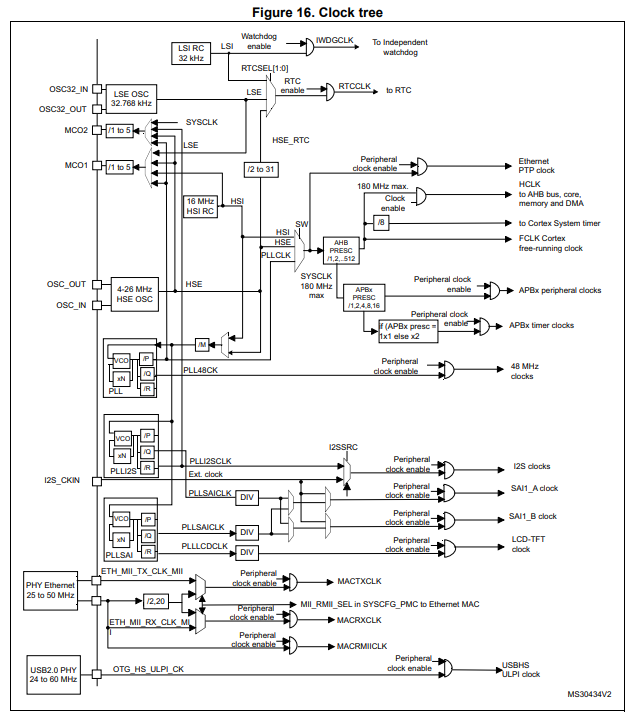 Figure 16. Clock tree
LSI RC
32 kHz
LSI
Watchdog
enable
IWDGCLK
To Independent
watchdog
RTCSEL[1:0]
RTC
enable
RTCCLK
to RTC
OSC32_IN
OSC32_OUT
LSE OSC
32.768 kHz
LSE
MCO2
/1 to 5
SYSCLK
LSE
HSE_RTC
MCO1
/1 to 5
/2 to 31
16 MHz
HSI RC
HSI
Peripheral
clock enable
Ethernet
PTP clock
180 MHz max.
Clock
enable
HCLK
to AHB bus, core,
memory and DMA
/8
to Cortex System timer
FCLK Cortex
free-running clock
SW
HSI
HSE
PLLCLK
AHB
PRESC
/1,2,..512
SYSCLK
180 MHz
max
APBx
PRESC
/1,2,4,8,16
Peripheral clock
enable
APBx peripheral clocks
if (APBx presc =
1x1 else x2
Peripheral clock
enable
APBx timer clocks
OSC_OUT
OSC_IN
4-26 MHz
HSE OSC
HSE
/M
VCO
xN
/P
/Q
/R
PLL
PLL48CK
Peripheral
clock enable
48 MHz
clocks
VCO
xN
/P
/Q
/R
PLLI2S
PLLI2SCLK
I2SSRC
Peripheral
clock enable
I2S clocks
I2S_CKIN
Ext. clock
PLLSAICLK
DIV
Peripheral
clock enable
SAI1_A clock
VCO
xN
/P
/Q
/R
PLLSAI
PLLSAICLK
DIV
Peripheral
clock enable
SAI1_B clock
PLLLCDCLK
DIV
Peripheral
clock enable
LCD-TFT
clock
PHY Ethernet
25 to 50 MHz
ETH_MII_TX_CLK_MII
Peripheral
clock enable
MACTXCLK
/2,20
MII_RMII_SEL in SYSCFG_PMC to Ethernet MAC
ETH_MII_RX_CLK_MI
I
Peripheral
clock enable
MACRXCLK
Peripheral
clock enable
MACRMIICLK
USB2.0 PHY
24 to 60 MHz
OTG_HS_ULPI_CK
Peripheral
clock enable
USBHS
ULPI clock
MS30434V2